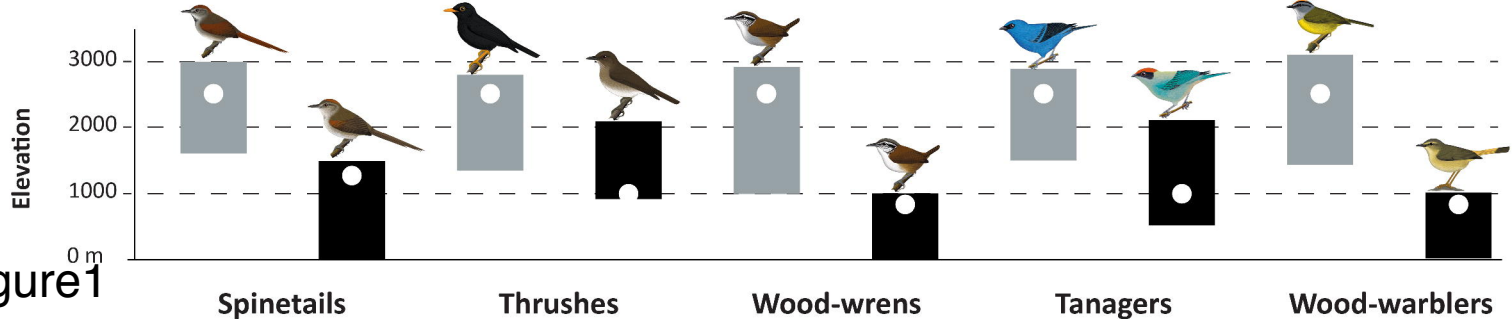 Elevation
3000
2000
1000
0 m
gure1
Spinetails Thrushes Wood-wrens Tanagers Wood-warblers